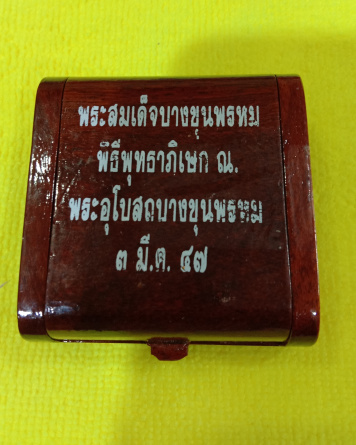 พระสมเด็จบางขุนพรหม
พิธีพุทธาภิเษก ณ.
พระอุโบสถบางขุนพรหม
๓ มี.ค. ๔๗